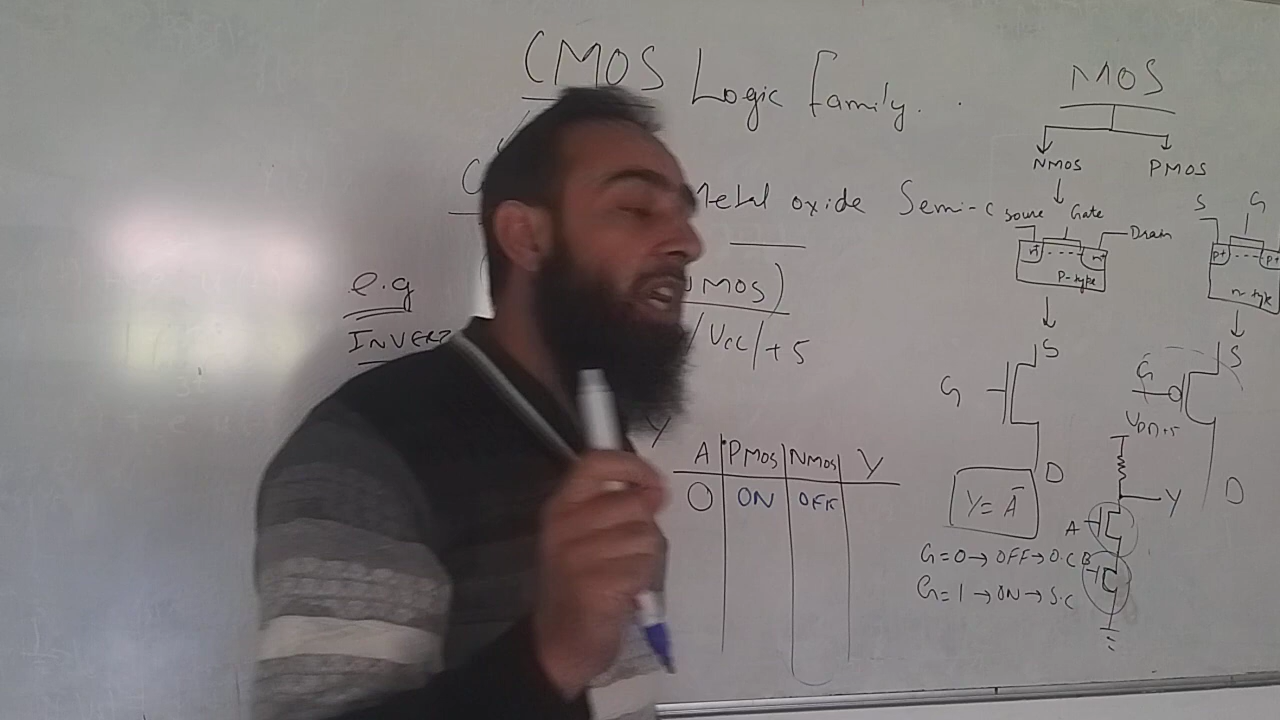 CMOS Logic Family.
C
Metal oxide Semi-c
e.g
MOS)
INVER
/Vcc/+5
Y
A PMOS NMOS Y
0 ON OFF
MOS
NMOS PMOS
Source Gate Drain
n+ n+
P-type
S G
P+ P+
n-type
G S D
G S D
Y = Ā
VDD+5
Y
A
B
G=0→OFF→O.C
G=1→ON→S.C